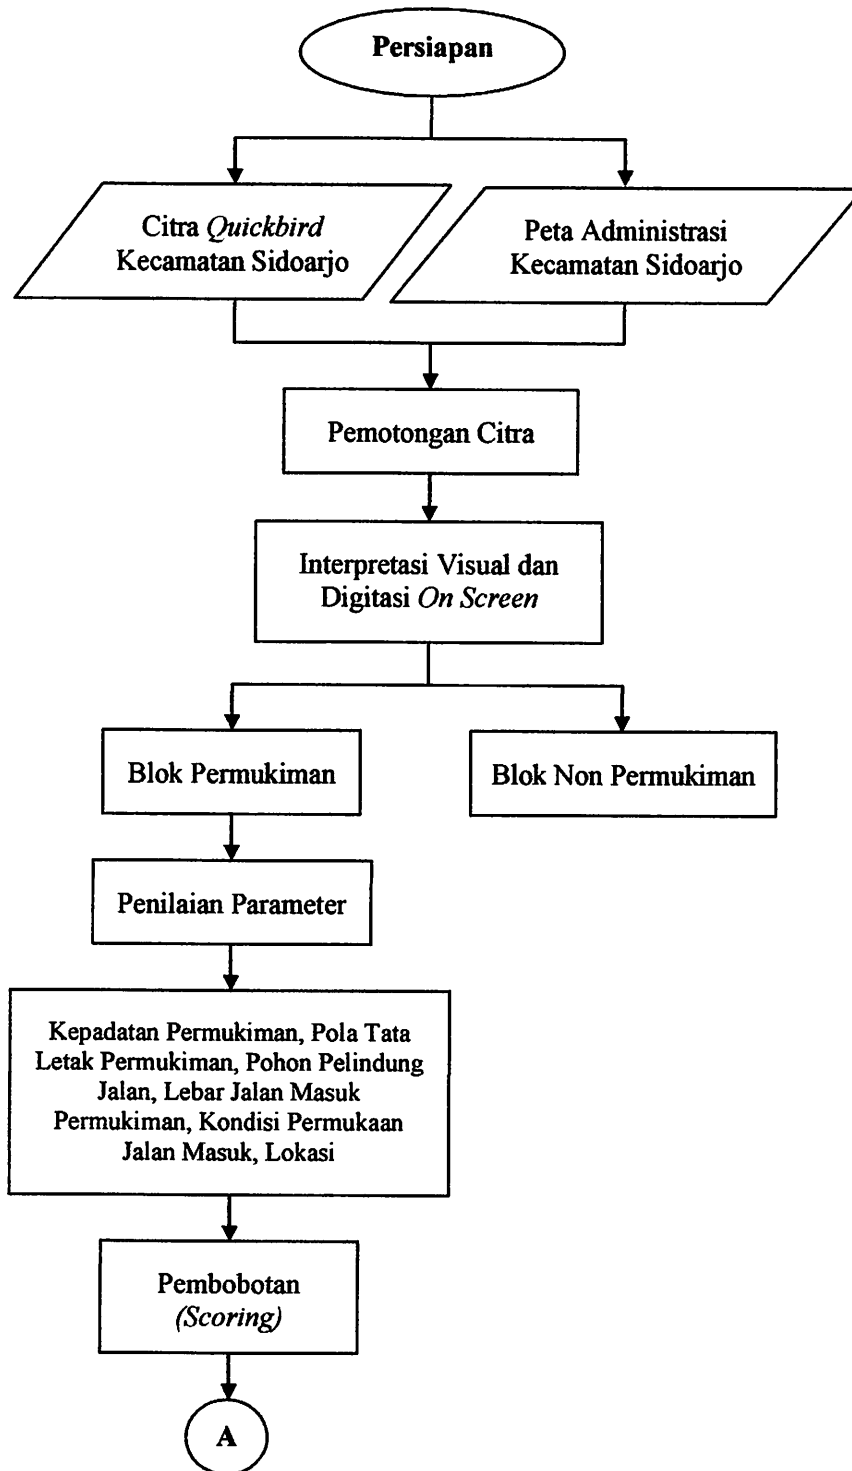 Persiapan
Citra Quickbird
Kecamatan Sidoarjo
Peta Administrasi
Kecamatan Sidoarjo
Pemotongan Citra
Interpretasi Visual dan
Digitasi On Screen
Blok Permukiman
Blok Non Permukiman
Penilaian Parameter
Kepadatan Permukiman, Pola Tata
Letak Permukiman, Pohon Pelindung
Jalan, Lebar Jalan Masuk
Permukiman, Kondisi Permukaan
Jalan Masuk, Lokasi
Pembobotan
(Scoring)
A